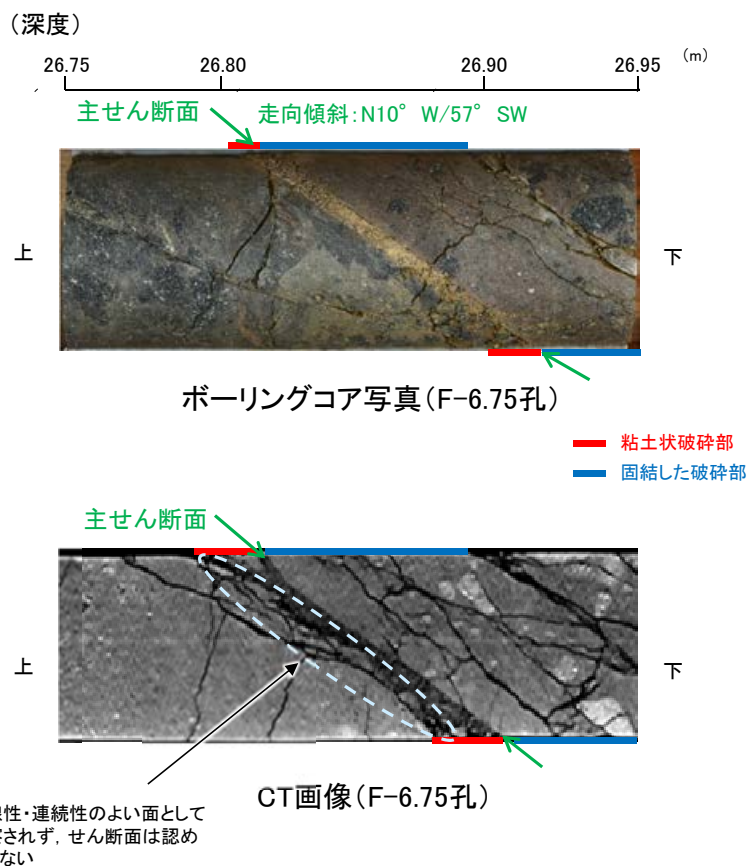 (深度)
26.75 26.80 26.90 26.95 (m)
主せん断面 走向傾斜:N10° W/57° SW
上
下
ボーリングコア写真(F-6.75孔)
粘土状破砕部
固結した破砕部
主せん断面
上
下
CT画像(F-6.75孔)
性・連続性のよい面として
されず,せん断面は認め
ない